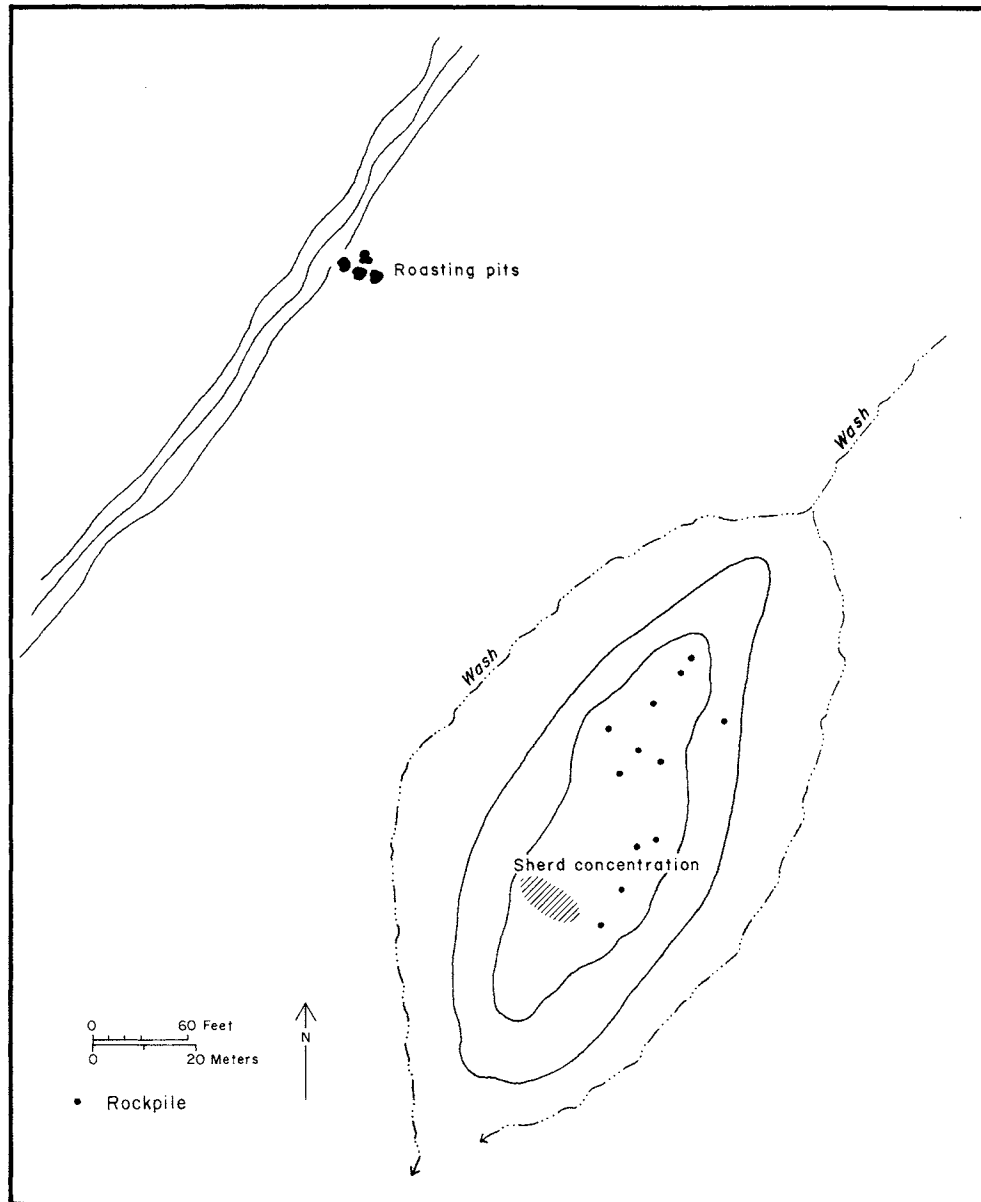 Roasting pits
Wash
Wash
Sherd concentration
0 60 Feet
0 20 Meters
N
Rockpile